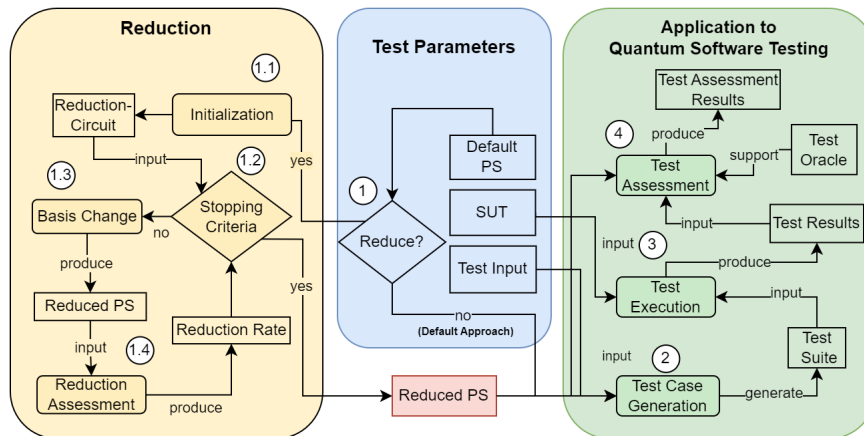 Reduction
1.1
Reduction-
Circuit
Initialization
input
1.2
yes
1.3
Basis Change
no
Stopping
Criteria
produce
yes
Reduced PS
input
1.4
Reduction Rate
Reduction
Assessment
produce
Test Parameters
Default
PS
1
SUT
Reduce?
Test Input
no
(Default Approach)
Reduced PS
Application to
Quantum Software Testing
Test Assessment
Results
4
produce
Test
Oracle
Test
Assessment
support
input
Test Results
input
3
produce
Test
Execution
input
Test
Suite
input
2
Test Case
Generation
generate